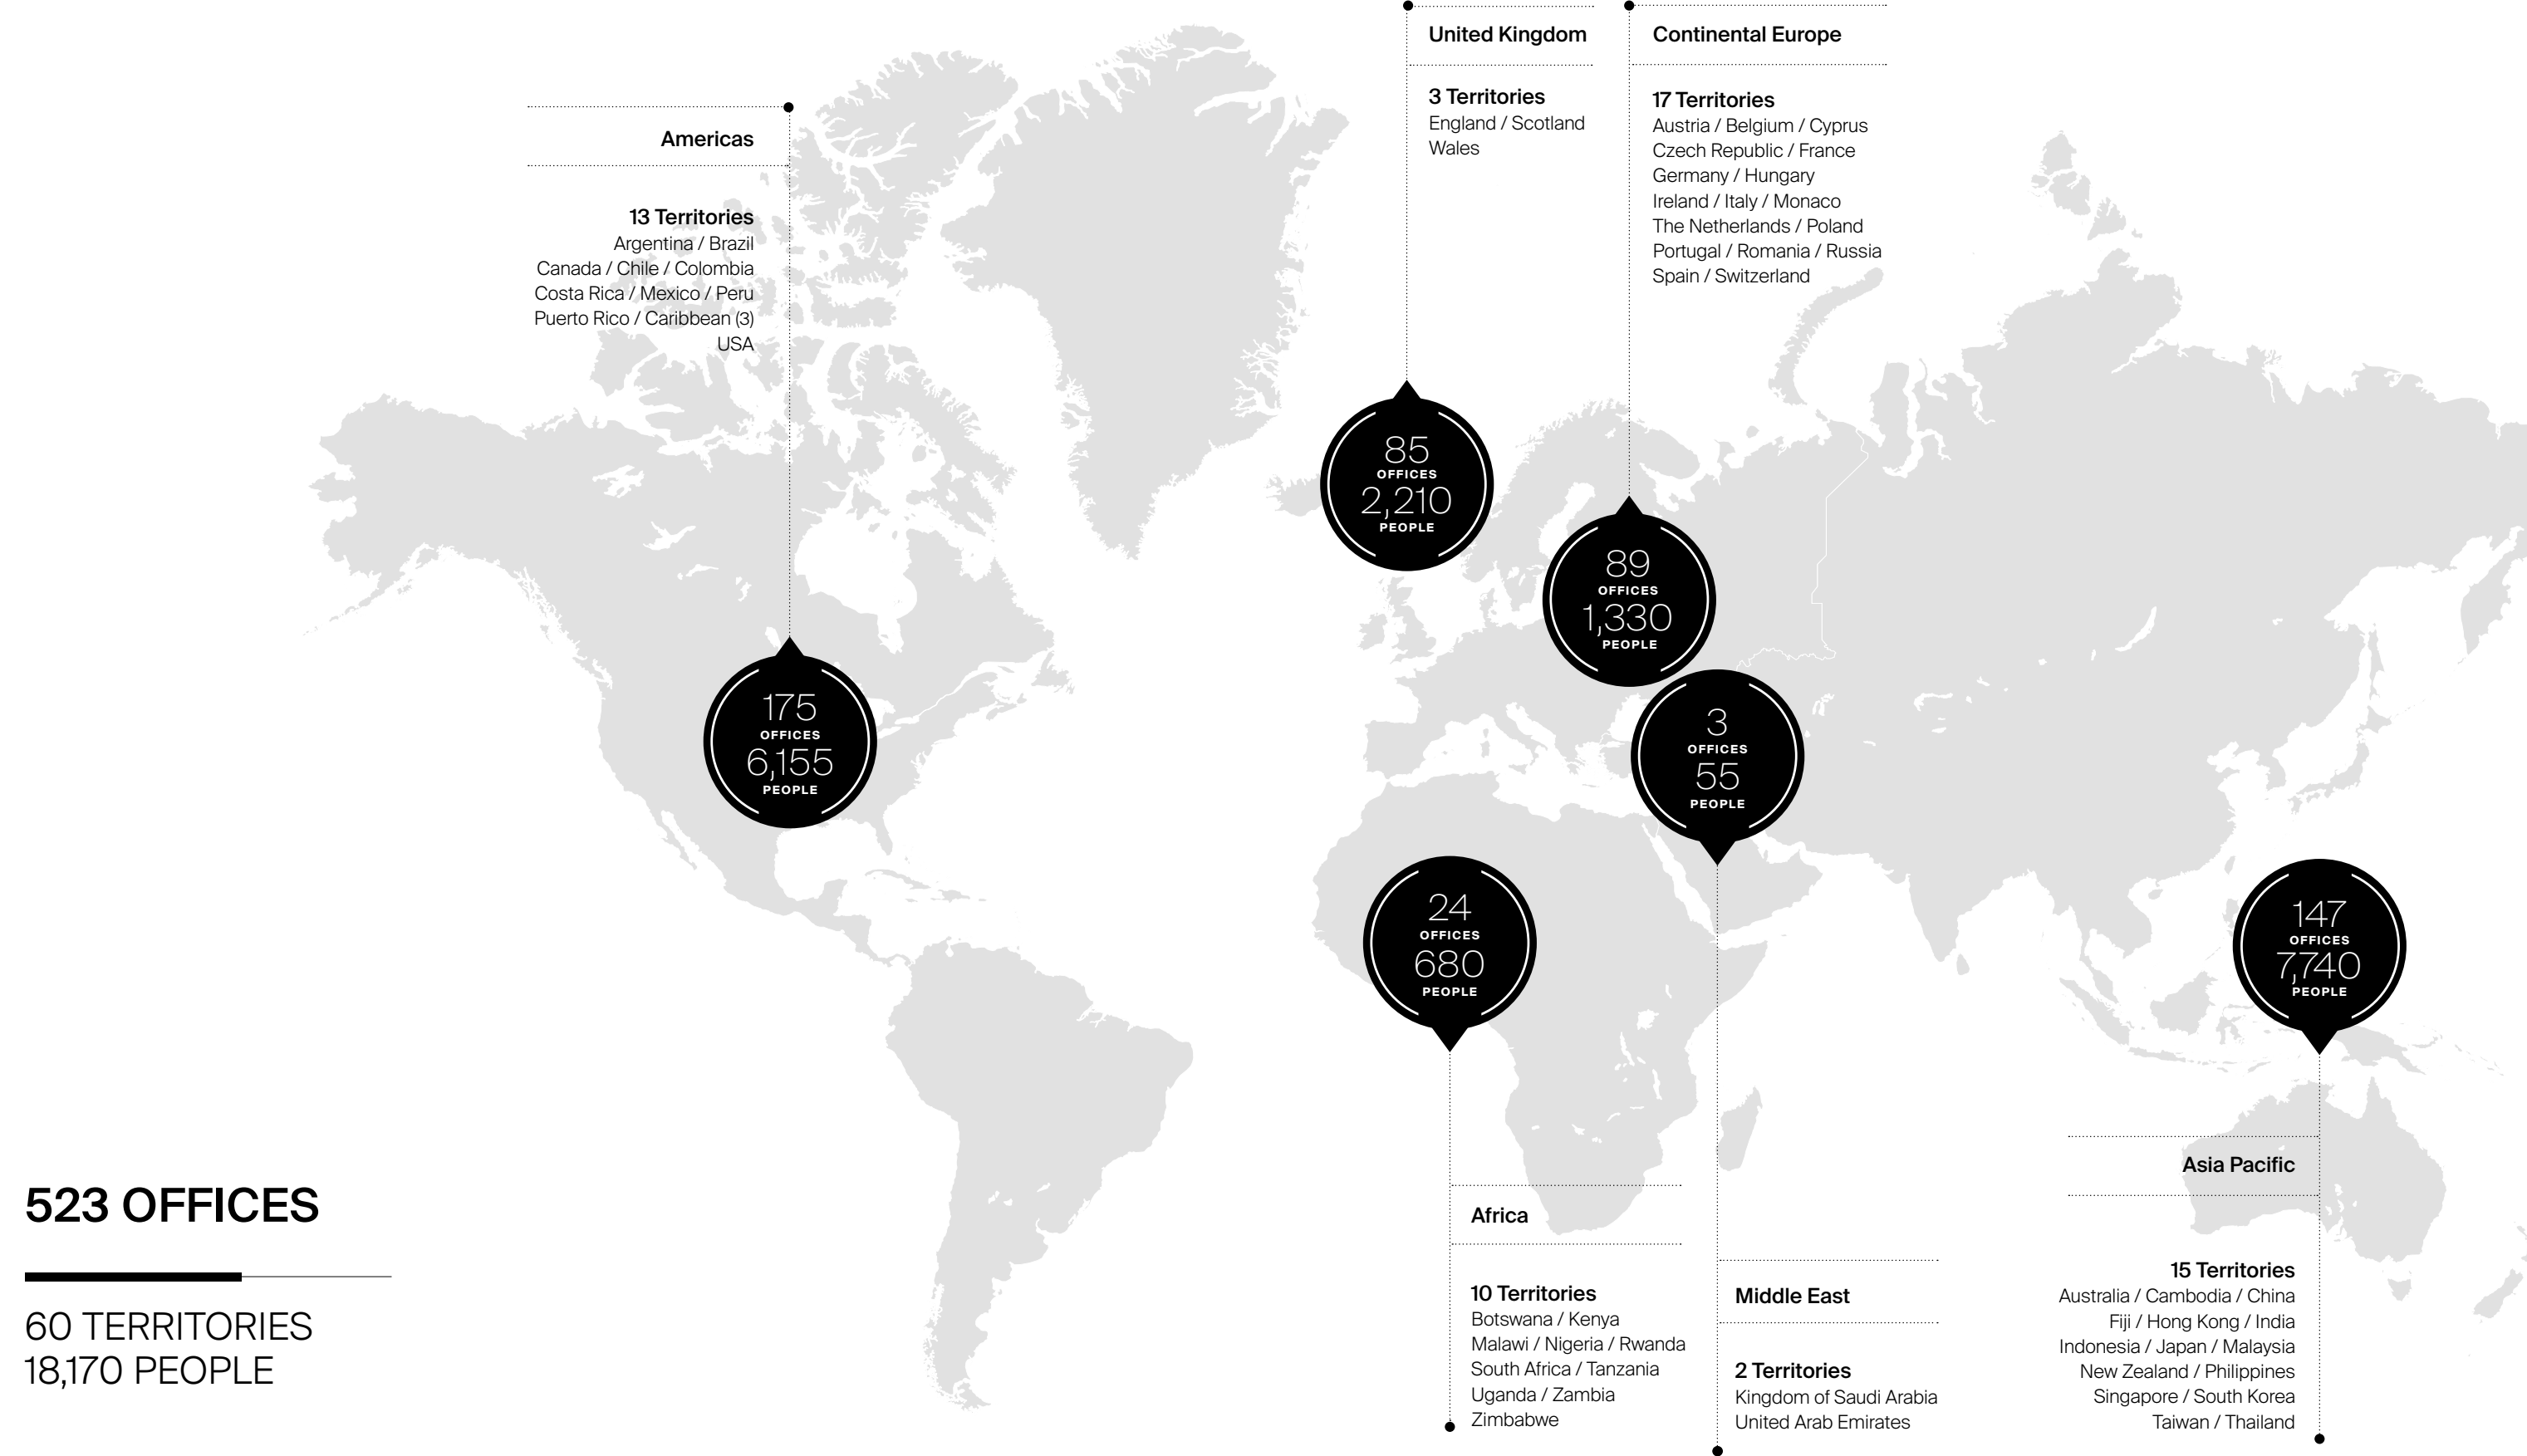 United Kingdom
3 Territories
England / Scotland
Wales
Continental Europe
17 Territories
Austria / Belgium / Cyprus
Czech Republic / France
Germany / Hungary
Ireland / Italy / Monaco
The Netherlands / Poland
Portugal / Romania / Russia
Spain / Switzerland
Americas
13 Territories
Argentina / Brazil
Canada / Chile / Colombia
Costa Rica / Mexico / Peru
Puerto Rico / Caribbean (3)
USA
85
OFFICES
2,210
PEOPLE
89
OFFICES
1,330
PEOPLE
175
OFFICES
6,155
PEOPLE
3
OFFICES
55
PEOPLE
24
OFFICES
680
PEOPLE
147
OFFICES
7,740
PEOPLE
523 OFFICES
60 TERRITORIES
18,170 PEOPLE
Africa
10 Territories
Botswana / Kenya
Malawi / Nigeria / Rwanda
South Africa / Tanzania
Uganda / Zambia
Zimbabwe
Middle East
2 Territories
Kingdom of Saudi Arabia
United Arab Emirates
Asia Pacific
15 Territories
Australia / Cambodia / China
Fiji / Hong Kong / India
Indonesia / Japan / Malaysia
New Zealand / Philippines
Singapore / South Korea
Taiwan / Thailand